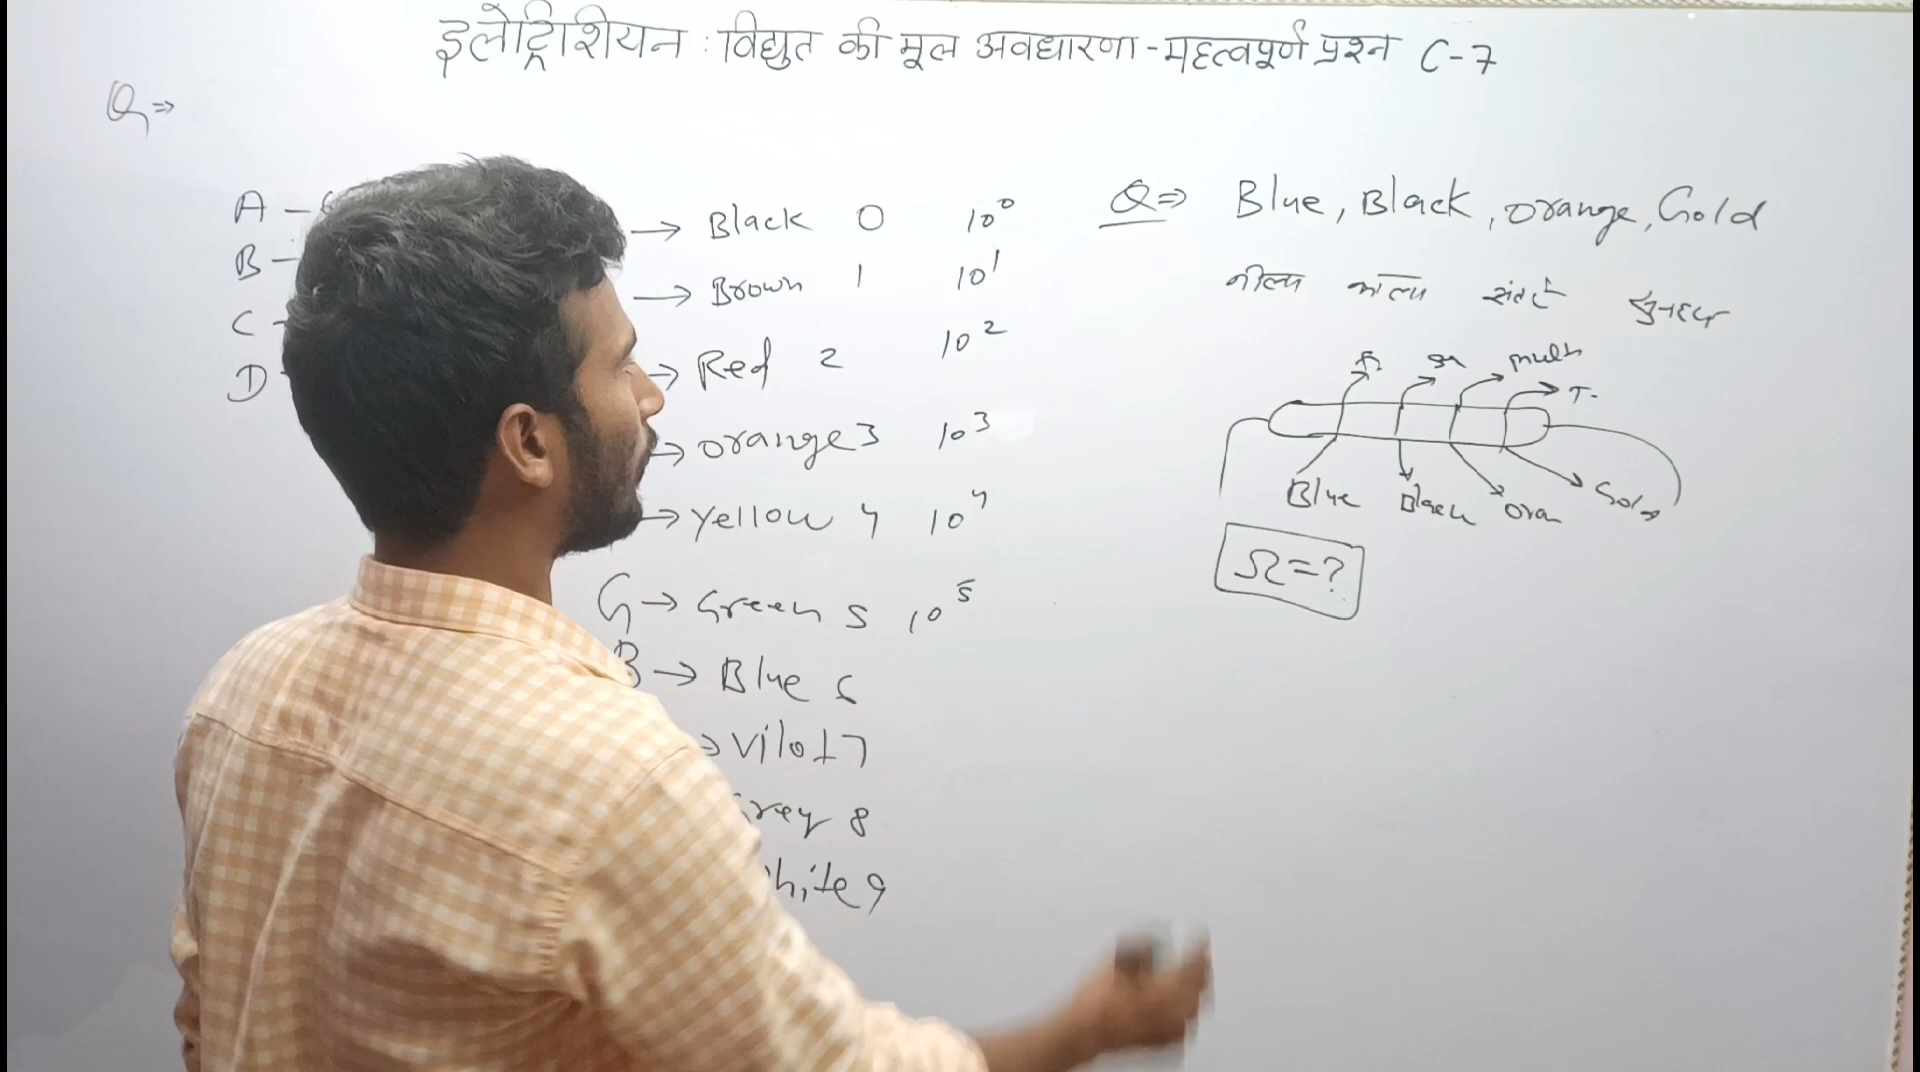 इलेट्रिशियन : विद्युत की मूल अवधारणा - महत्वपूर्ण प्रश्न C-7
Q⇒
A -
B -
C -
D -
→ Black 0 10⁰
→ Brown 1 10¹
→ Red 2 10²
→ orange 3 10³
→ yellow 4 10⁴
G → Green 5 10⁵
B → Blue 6
→ Vilot 7
rey 8
hite 9
Q⇒ Blue, Black, orange, Gold
नीला काला संतरे सुनहरा
mult
T.
Blue Black Oran Gold
Ω=?